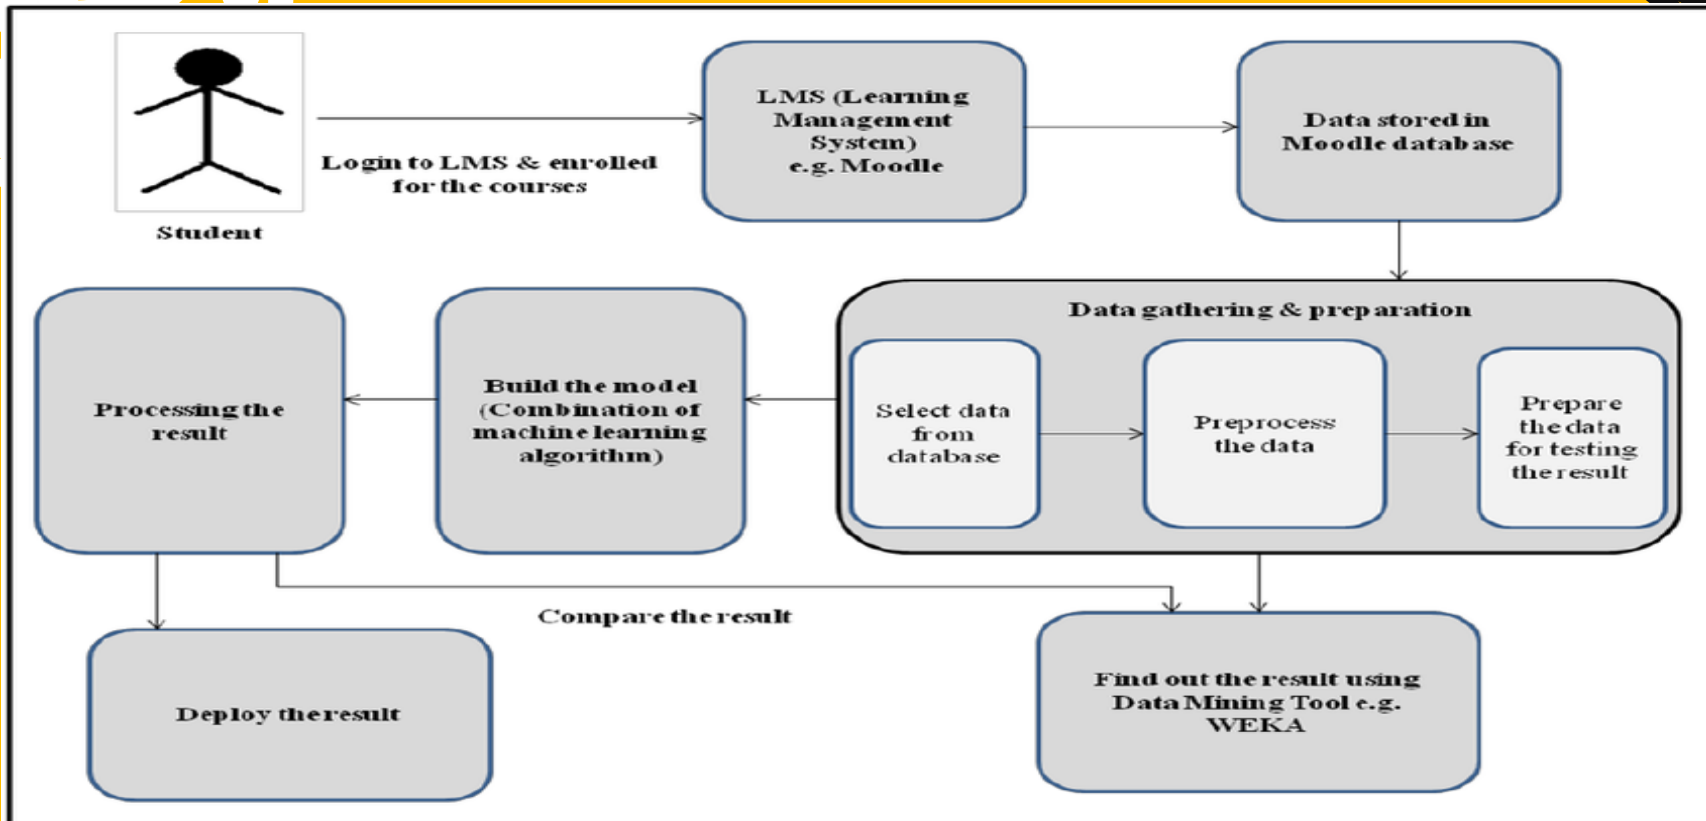 LMS (Learning
Management
System)
e.g. Moodle
Data stored in
Moodle database
Login to LMS & enrolled
for the courses
Student
Data gathering & preparation
Processing the
result
Build the model
(Combination of
machine learning
algorithm)
Select data
from
database
Preprocess
the data
Prepare
the data
for testing
the result
Compare the result
Deploy the result
Find out the result using
Data Mining Tool e.g.
WEKA